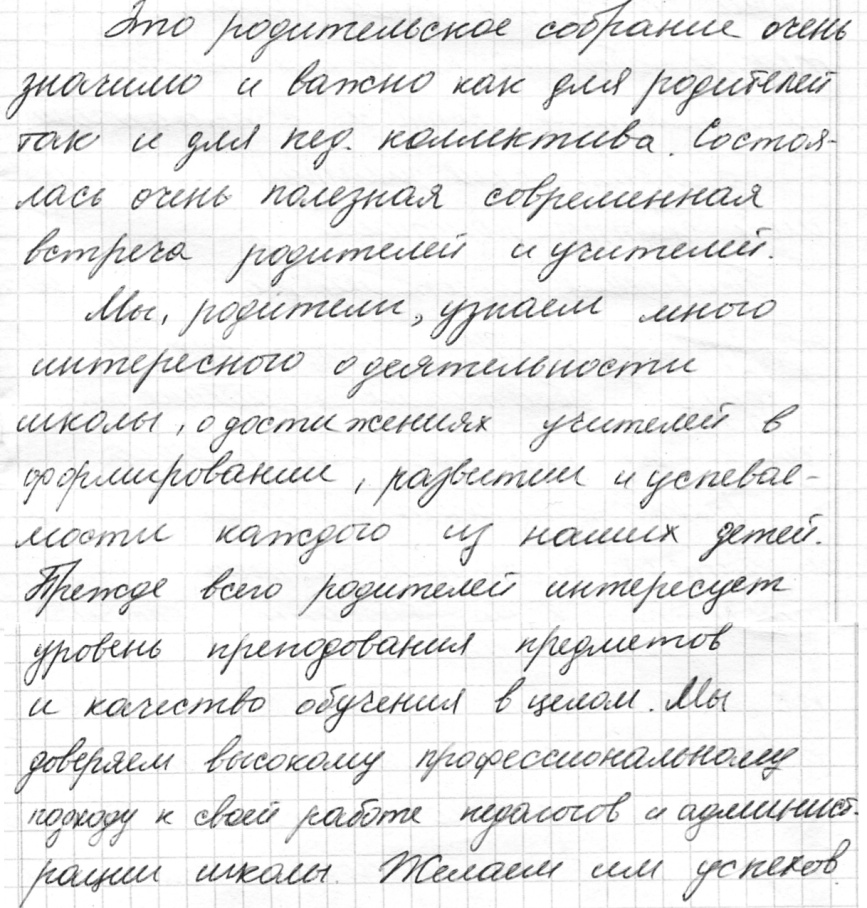 Это родительское собрание очень
значимо и важно как для родителей
так и для пед. коллектива. Состоя-
лась очень полезная современная
встреча родителей и учителей.
Мы, родители, узнаем много
интересного о деятельности
школы, о достижениях учителей в
формировании, развитии и успевае-
мости каждого из наших детей.
Прежде всего родителей интересует
уровень преподования предметов
и качество обучения в целом. Мы
доверяем высокому профессиональному
подходу к своей работе педагогов и админист-
рации школы. Желаем им успехов